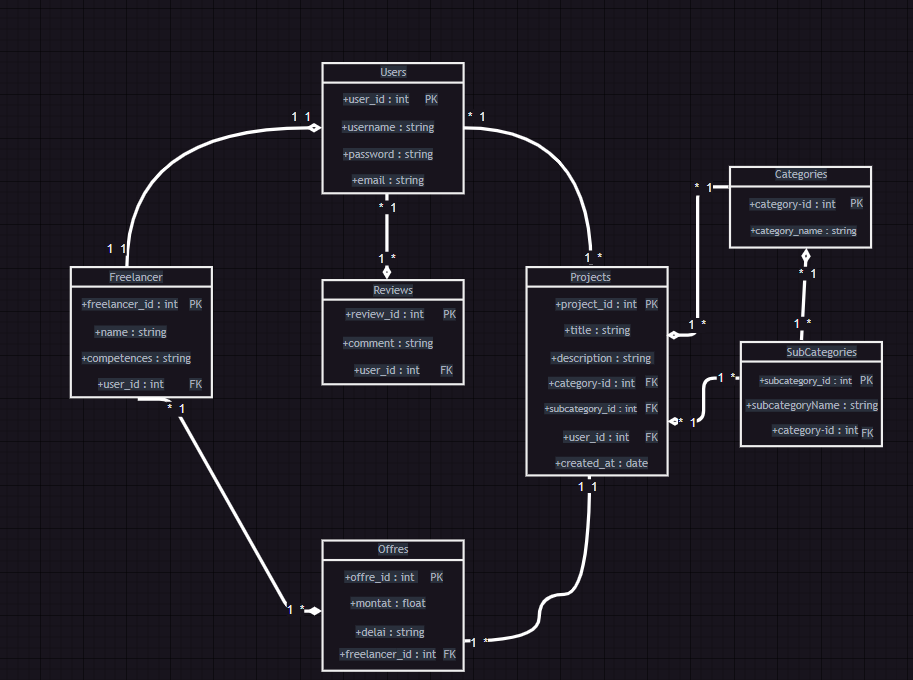 Users
+user_id : int PK
+username : string
+password : string
+email : string
1 1
* 1
1 1
* 1
1 *
1 *
Freelancer
+freelancer_id : int PK
+name : string
+competences : string
+user_id : int FK
* 1
Reviews
+review_id : int PK
+comment : string
+user_id : int FK
Projects
+project_id : int PK
+title : string
+description : string
+category-id : int FK
+subcategory_id : int FK
+user_id : int FK
+created_at : date
1 1
Categories
+category-id : int PK
+category_name : string
* 1
* 1
1 *
1 *
SubCategories
+subcategory_id : int PK
+subcategoryName : string
+category-id : int FK
1 *
* 1
Offres
+offre_id : int PK
+montat : float
+delai : string
+freelancer_id : int FK
1 *
1 *